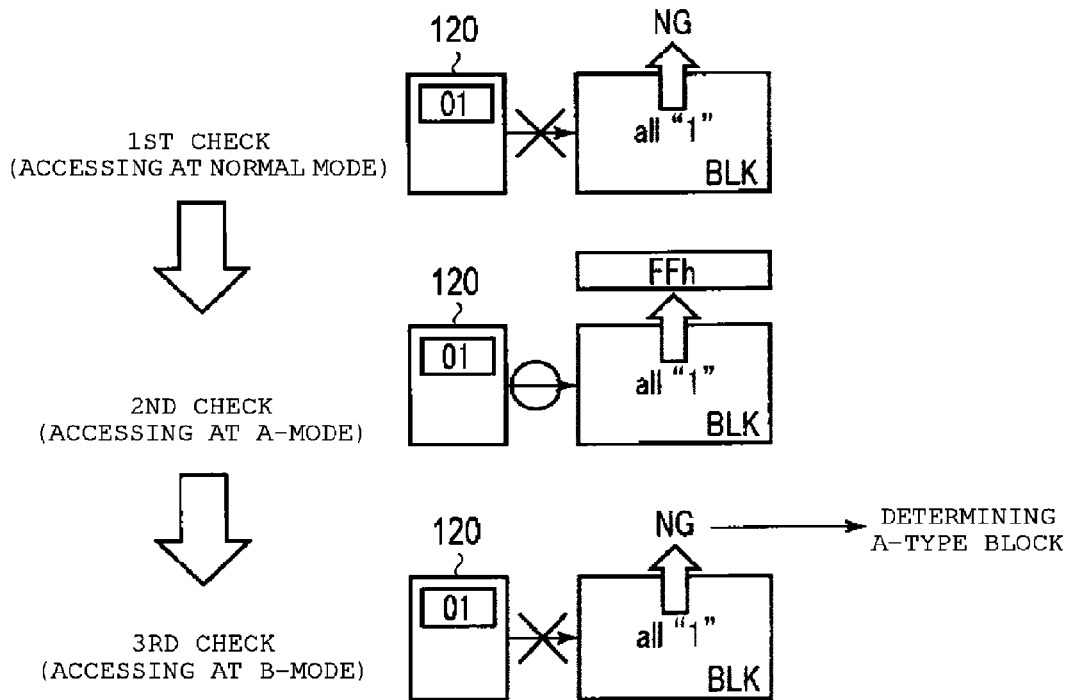 120
NG
01
all “1”
BLK
1ST CHECK
(ACCESSING AT NORMAL MODE)
120
FFh
01
all “1”
BLK
2ND CHECK
(ACCESSING AT A-MODE)
120
NG
DETERMINING
A-TYPE BLOCK
01
all “1”
BLK
3RD CHECK
(ACCESSING AT B-MODE)